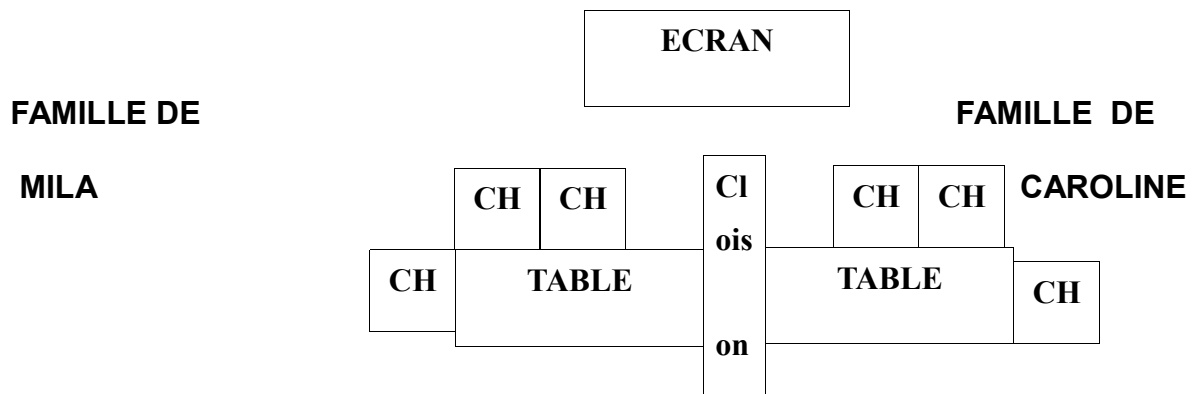 ECRAN
FAMILLE DE
MILA
FAMILLE DE
CAROLINE
CH CH
Cl
ois
on
CH CH
CH TABLE
TABLE CH